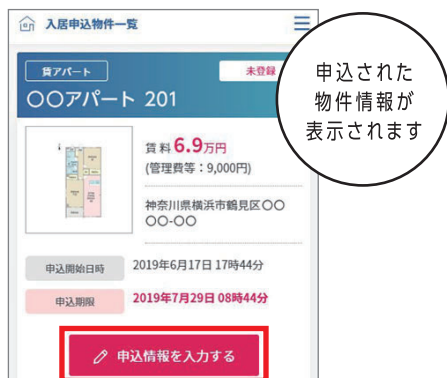 入居申込物件一覧
貸アパート
未登録
〇〇アパート 201
賃料6.9万円
(管理費等：9,000円)
神奈川県横浜市鶴見区〇〇
〇〇-〇〇
申込開始日時 2019年6月17日 17時44分
申込期限 2019年7月29日 08時44分
申込情報を入力する
申込された
物件情報が
表示されます